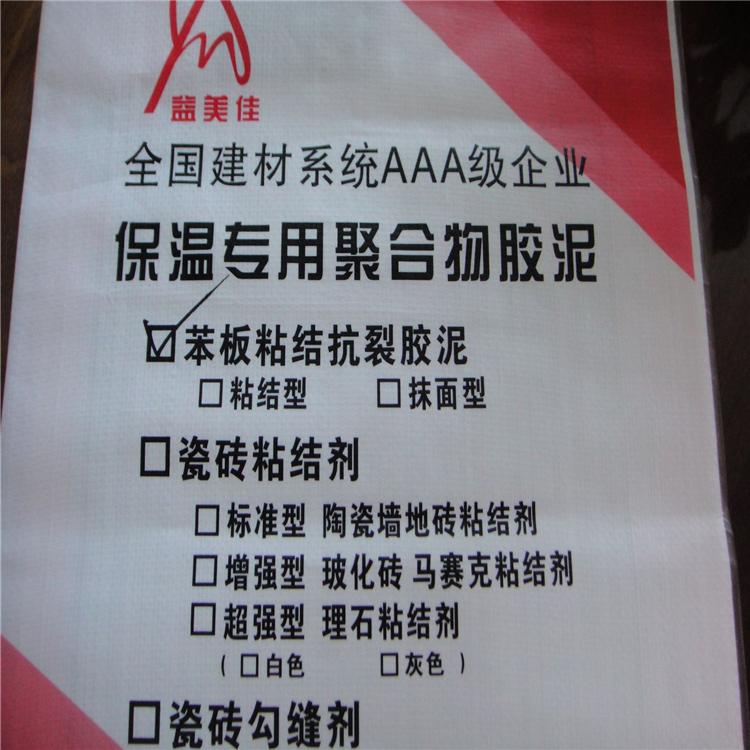 益美佳
全国建材系统AAA级企业
保温专用聚合物胶泥
☑苯板粘结抗裂胶泥
□粘结型 □抹面型
□瓷砖粘结剂
□标准型 陶瓷墙地砖粘结剂
□增强型 玻化砖 马赛克粘结剂
□超强型 理石粘结剂
(□白色 □灰色)
□瓷砖勾缝剂